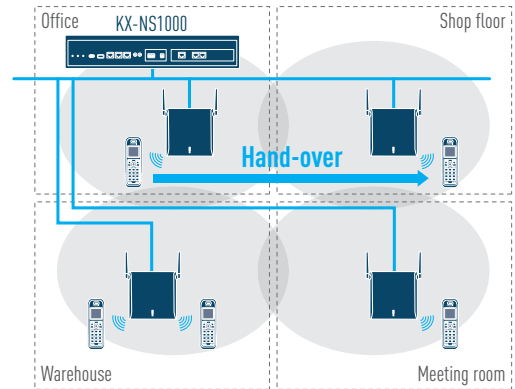 Office
KX-NS1000
Shop floor
Hand-over
Warehouse
Meeting room